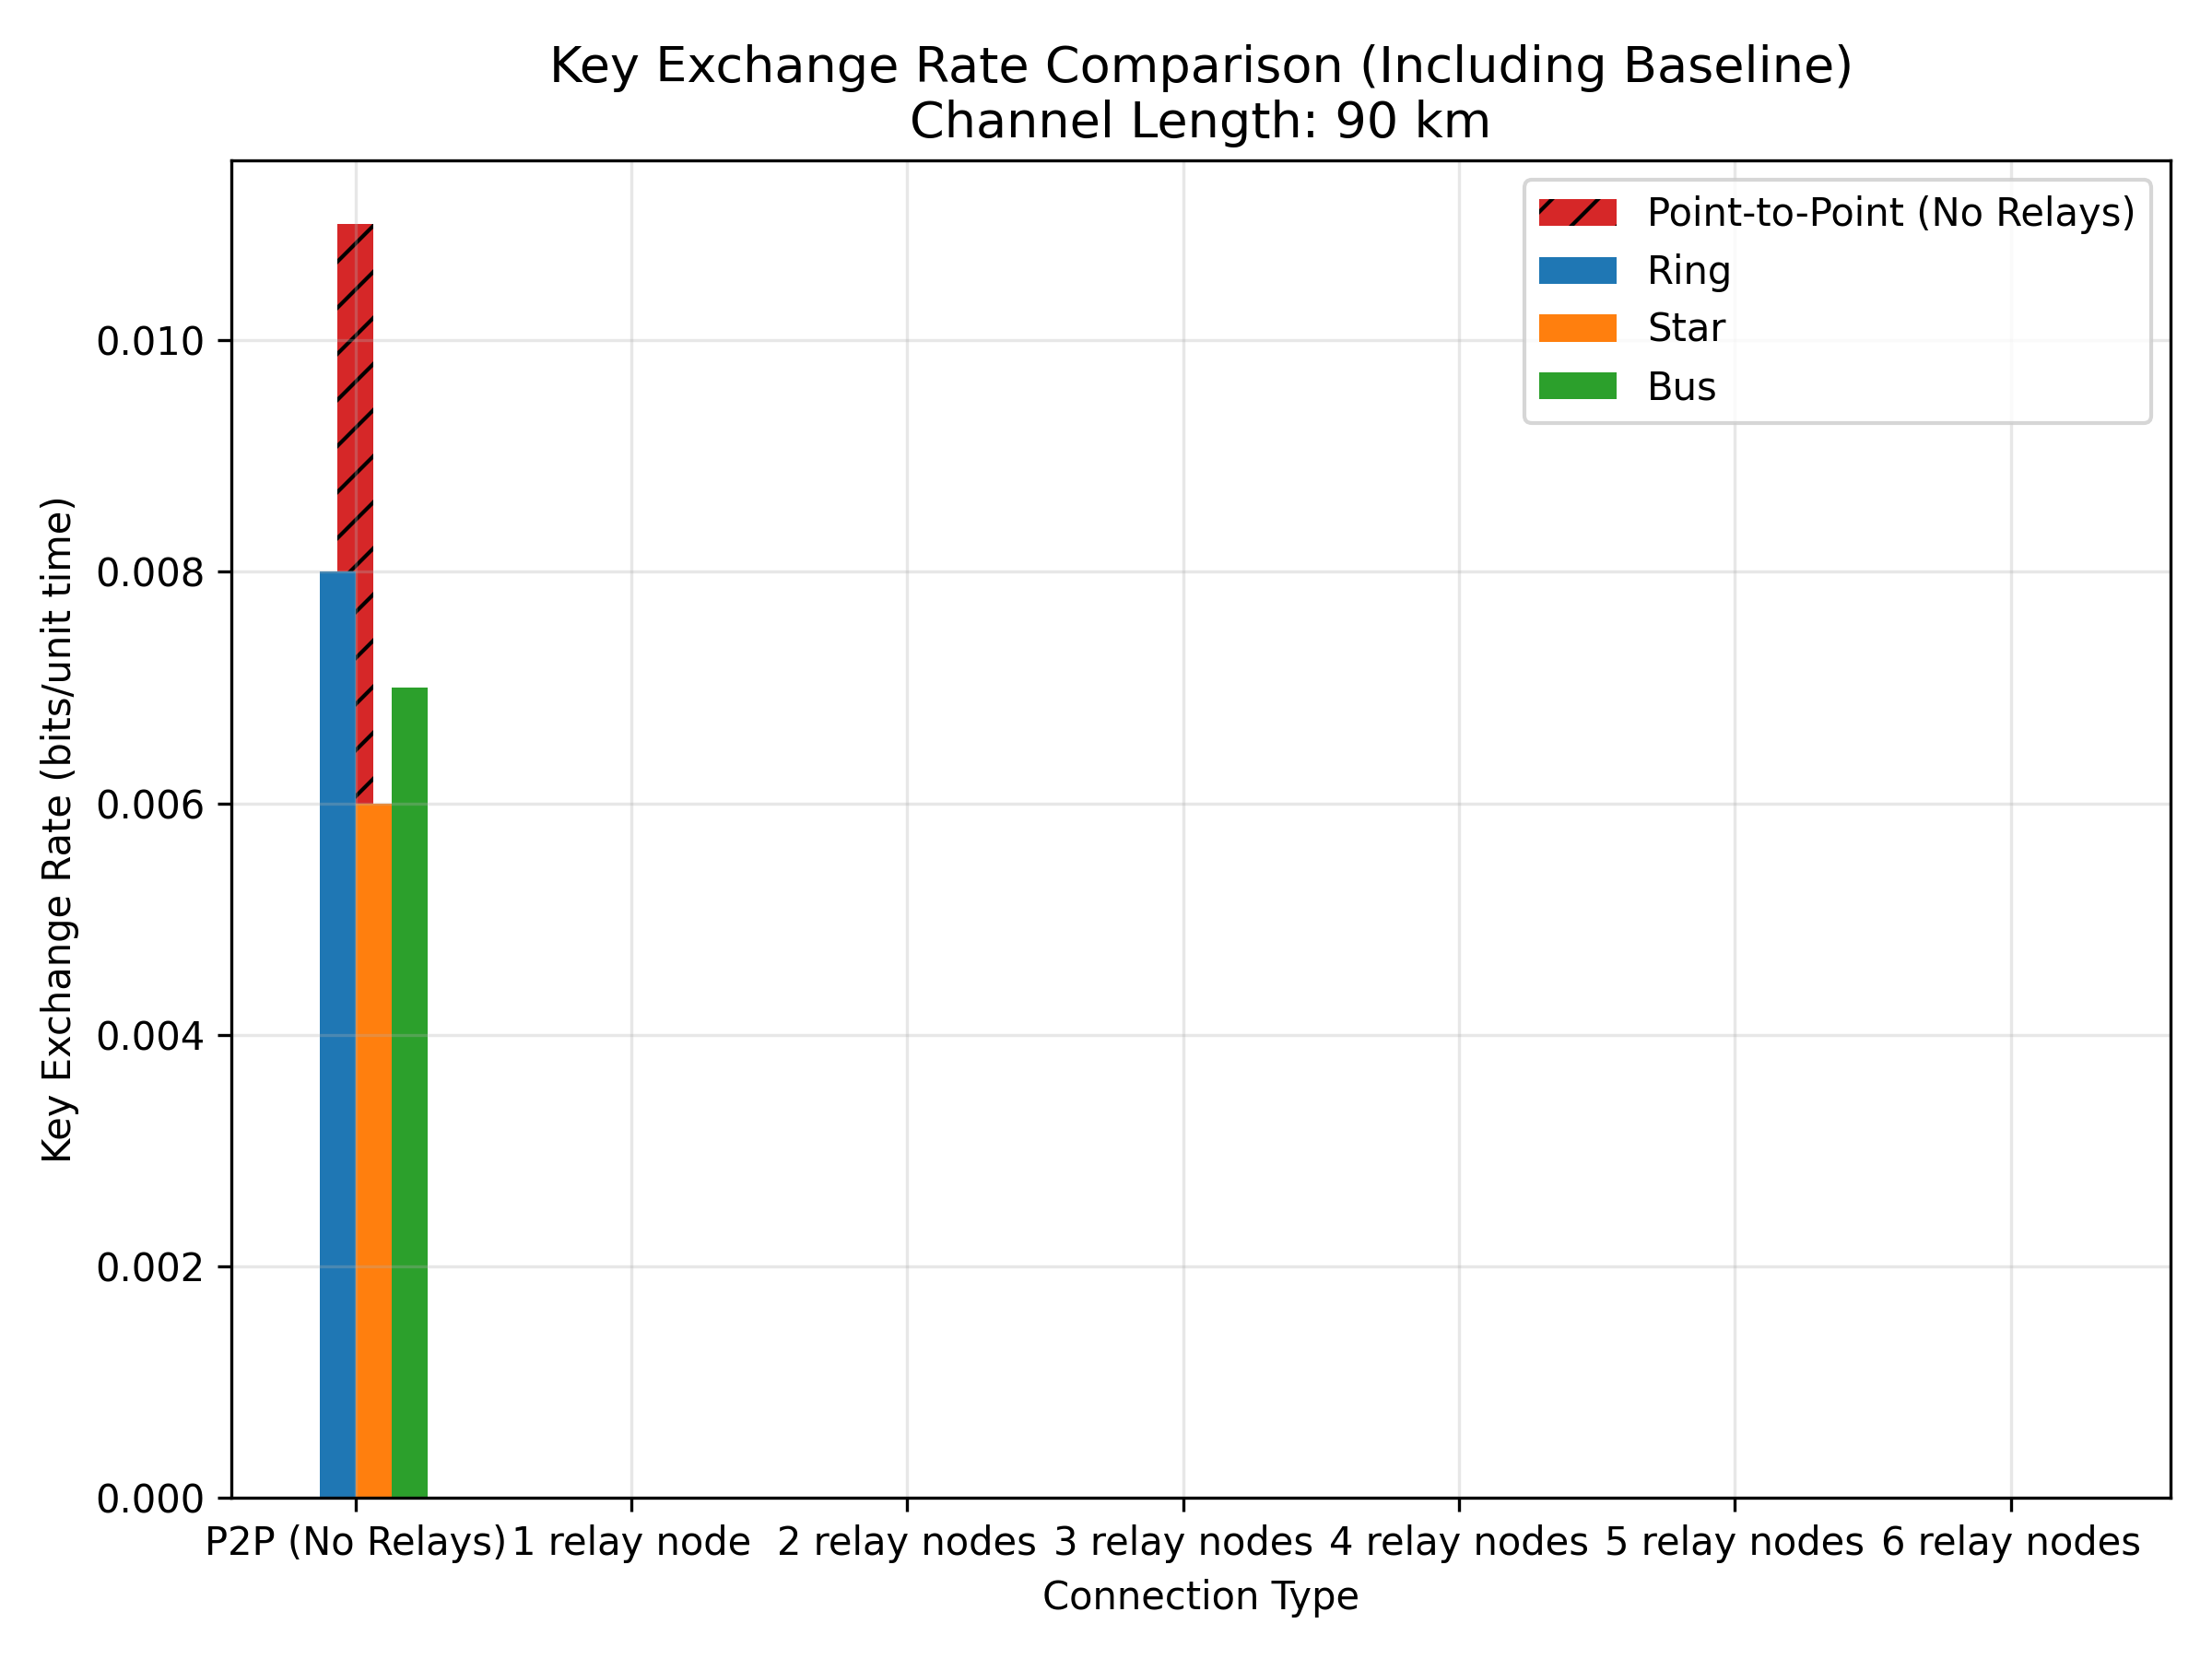 Key Exchange Rate Comparison (Including Baseline)
Channel Length: 90 km
Point-to-Point (No Relays)
Ring
Star
Bus
Key Exchange Rate (bits/unit time)
0.010
0.008
0.006
0.004
0.002
0.000
P2P (No Relays) 1 relay node 2 relay nodes 3 relay nodes 4 relay nodes 5 relay nodes 6 relay nodes
Connection Type